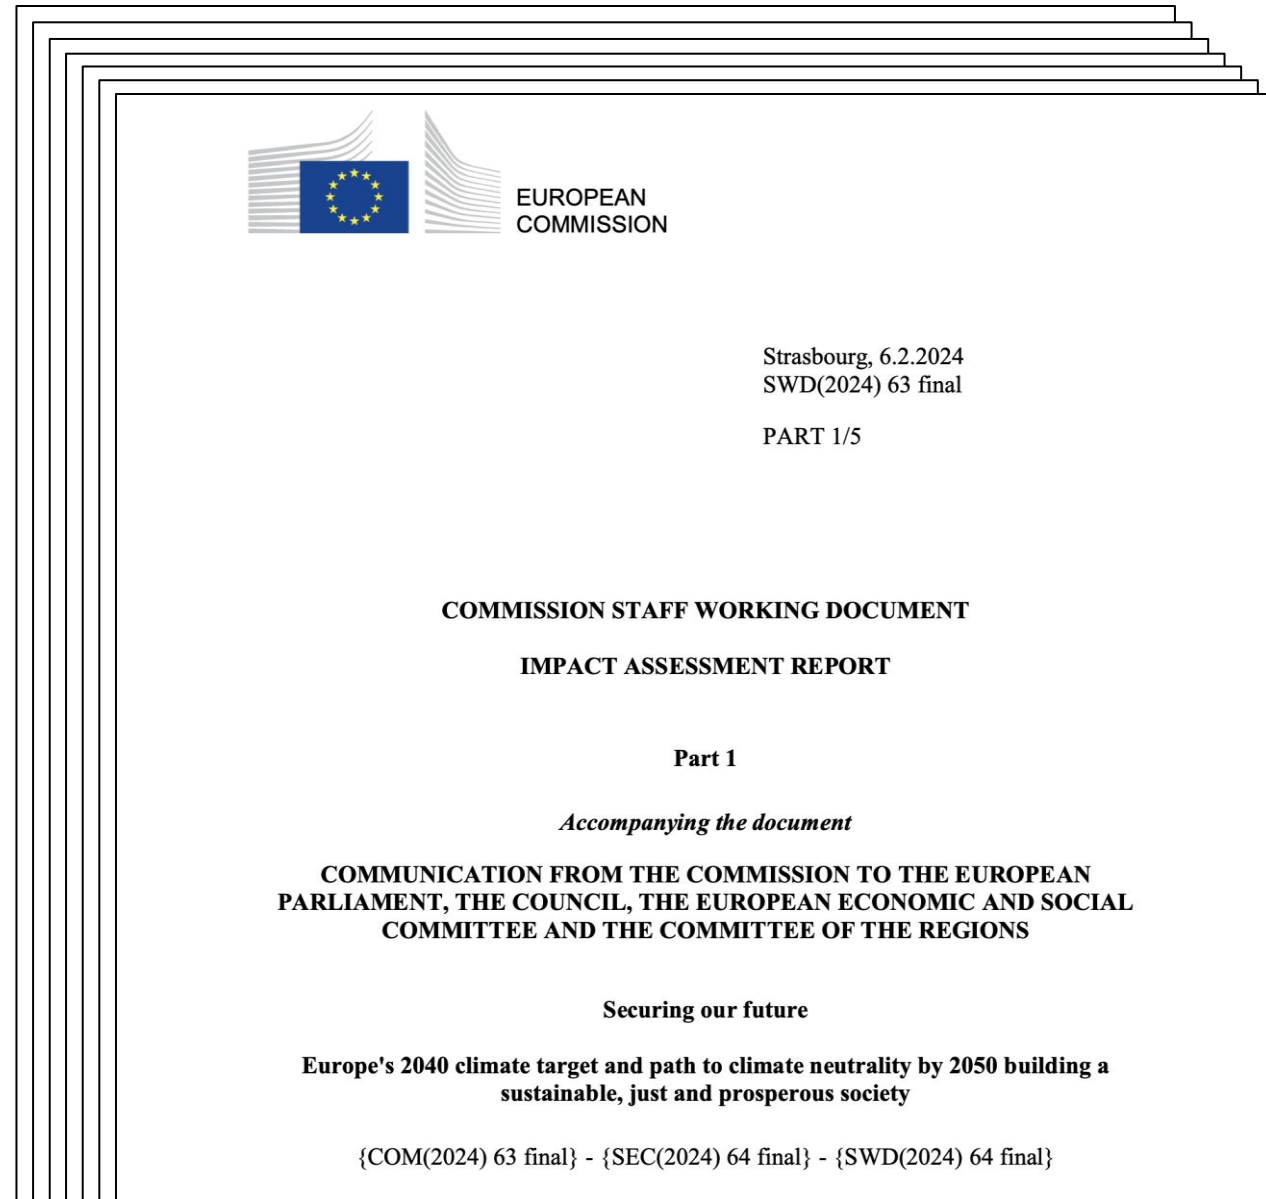 EUROPEAN
COMMISSION
Strasbourg, 6.2.2024
SWD(2024) 63 final
PART 1/5
COMMISSION STAFF WORKING DOCUMENT
IMPACT ASSESSMENT REPORT
Part 1
Accompanying the document
COMMUNICATION FROM THE COMMISSION TO THE EUROPEAN
PARLIAMENT, THE COUNCIL, THE EUROPEAN ECONOMIC AND SOCIAL
COMMITTEE AND THE COMMITTEE OF THE REGIONS
Securing our future
Europe's 2040 climate target and path to climate neutrality by 2050 building a
sustainable, just and prosperous society
{COM(2024) 63 final} - {SEC(2024) 64 final} - {SWD(2024) 64 final}